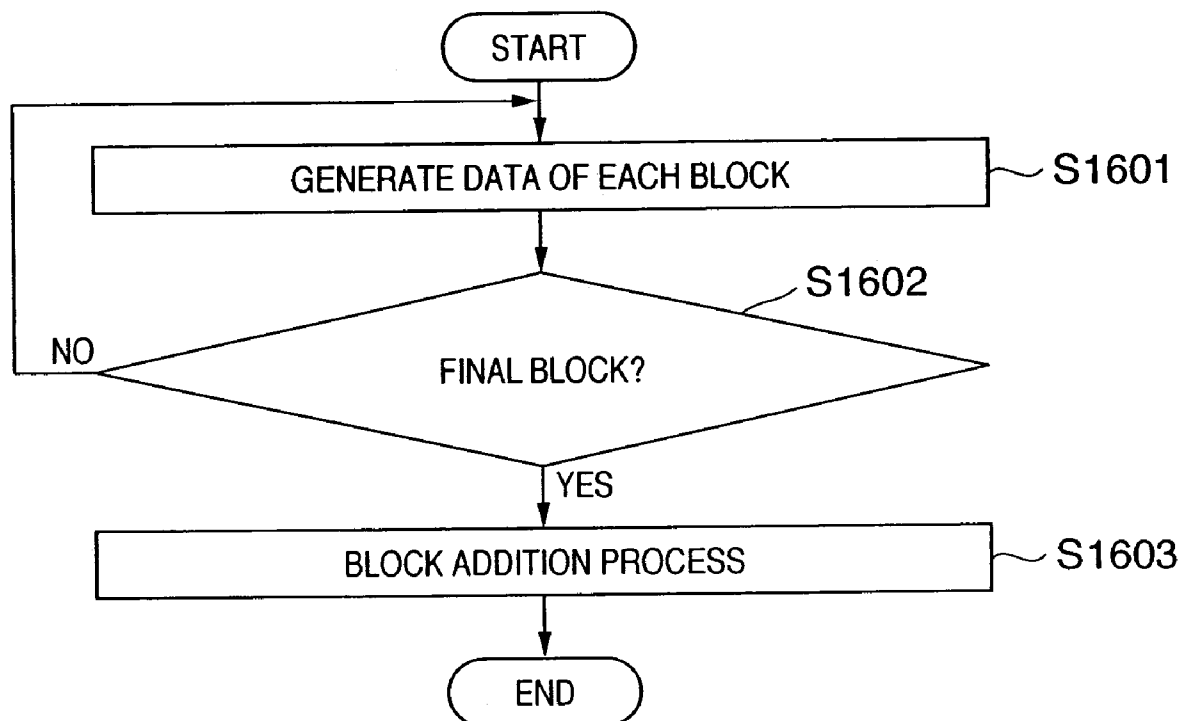 START
GENERATE DATA OF EACH BLOCK
S1601
S1602
NO
FINAL BLOCK?
YES
BLOCK ADDITION PROCESS
S1603
END